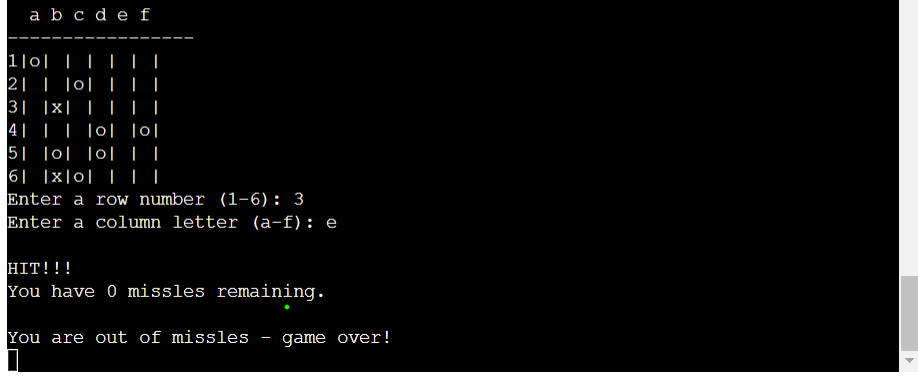 a b c d e f
-----------------
1|o| | | | | |
2| | |o| | | |
3| |x| | | | |
4| | | |o| |o|
5| |o| |o| | |
6| |x|o| | | |
Enter a row number (1-6): 3
Enter a column letter (a-f): e
HIT!!!
You have 0 missles remaining.
You are out of missles - game over!